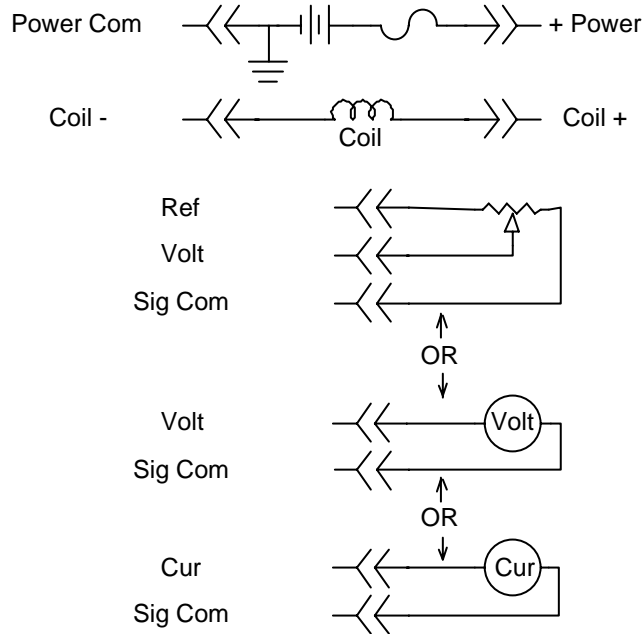 Power Com + Power
Coil - Coil Coil +
Ref
Volt
Sig Com
OR
Volt Volt
Sig Com
OR
Cur Cur
Sig Com